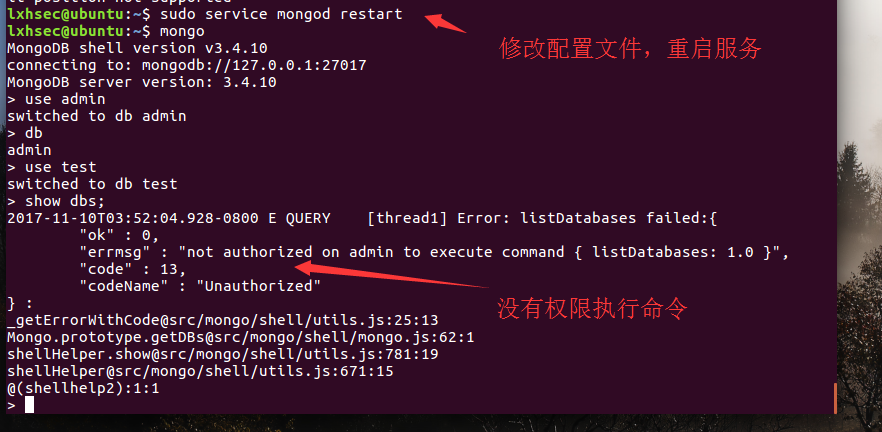 lxhsec@ubuntu:~$ sudo service mongod restart
lxhsec@ubuntu:~$ mongo
修改配置文件，重启服务
MongoDB shell version v3.4.10
connecting to: mongodb://127.0.0.1:27017
MongoDB server version: 3.4.10
> use admin
switched to db admin
> db
admin
> use test
switched to db test
> show dbs;
2017-11-10T03:52:04.928-0800 E QUERY    [thread1] Error: listDatabases failed:{
        "ok" : 0,
        "errmsg" : "not authorized on admin to execute command { listDatabases: 1.0 }",
        "code" : 13,
        "codeName" : "Unauthorized"
没有权限执行命令
} :
_getErrorWithCode@src/mongo/shell/utils.js:25:13
Mongo.prototype.getDBs@src/mongo/shell/mongo.js:62:1
shellHelper.show@src/mongo/shell/utils.js:781:19
shellHelper@src/mongo/shell/utils.js:671:15
@(shellhelp2):1:1
>